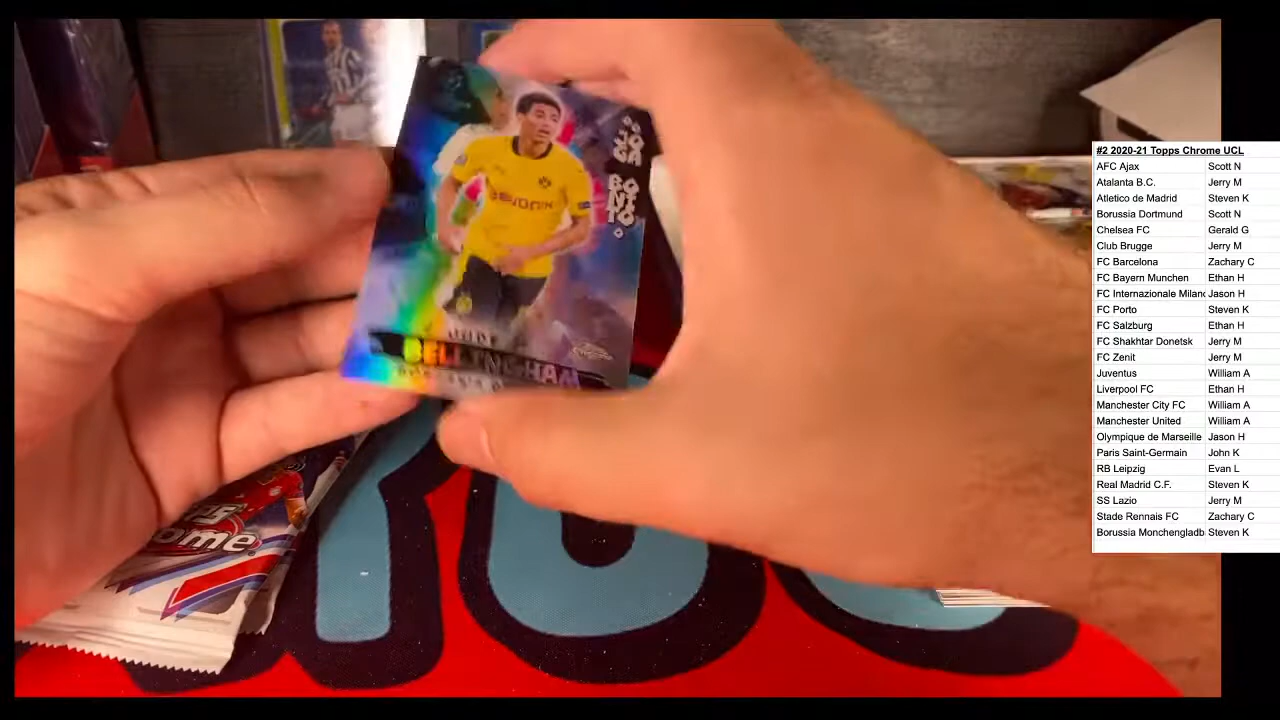 JOGA
BONITO
JUDE
BELLINGHAM
#2 2020-21 Topps Chrome UCL
AFC Ajax Scott N
Atalanta B.C. Jerry M
Atletico de Madrid Steven K
Borussia Dortmund Scott N
Chelsea FC Gerald G
Club Brugge Jerry M
FC Barcelona Zachary C
FC Bayern Munchen Ethan H
FC Internazionale Milano Jason H
FC Porto Steven K
FC Salzburg Ethan H
FC Shakhtar Donetsk Jerry M
FC Zenit Jerry M
Juventus William A
Liverpool FC Ethan H
Manchester City FC William A
Manchester United William A
Olympique de Marseille Jason H
Paris Saint-Germain John K
RB Leipzig Evan L
Real Madrid C.F. Steven K
SS Lazio Jerry M
Stade Rennais FC Zachary C
Borussia Monchengladb Steven K